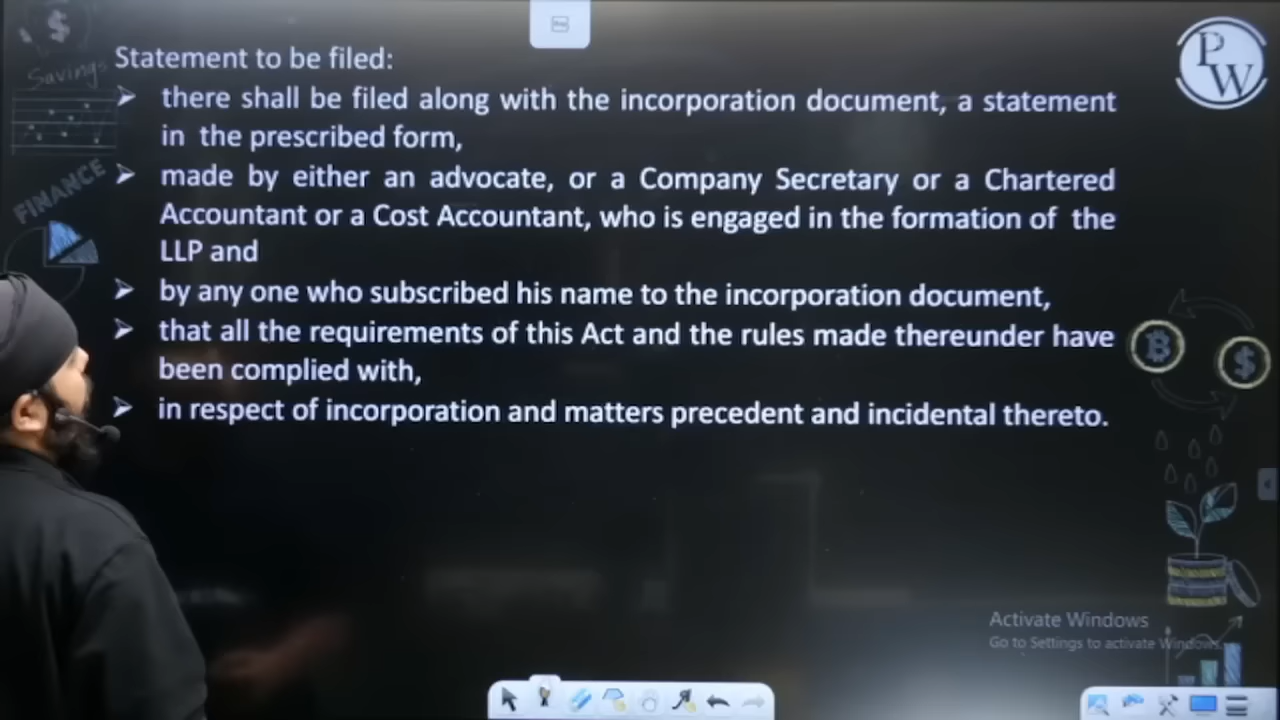 Statement to be filed:
➢ there shall be filed along with the incorporation document, a statement
in the prescribed form,
➢ made by either an advocate, or a Company Secretary or a Chartered
Accountant or a Cost Accountant, who is engaged in the formation of the
LLP and
➢ by any one who subscribed his name to the incorporation document,
➢ that all the requirements of this Act and the rules made thereunder have
been complied with,
➢ in respect of incorporation and matters precedent and incidental thereto.
Savings
FINANCE
$
PW
B
$
Activate Windows
Go to Settings to activate Windows.